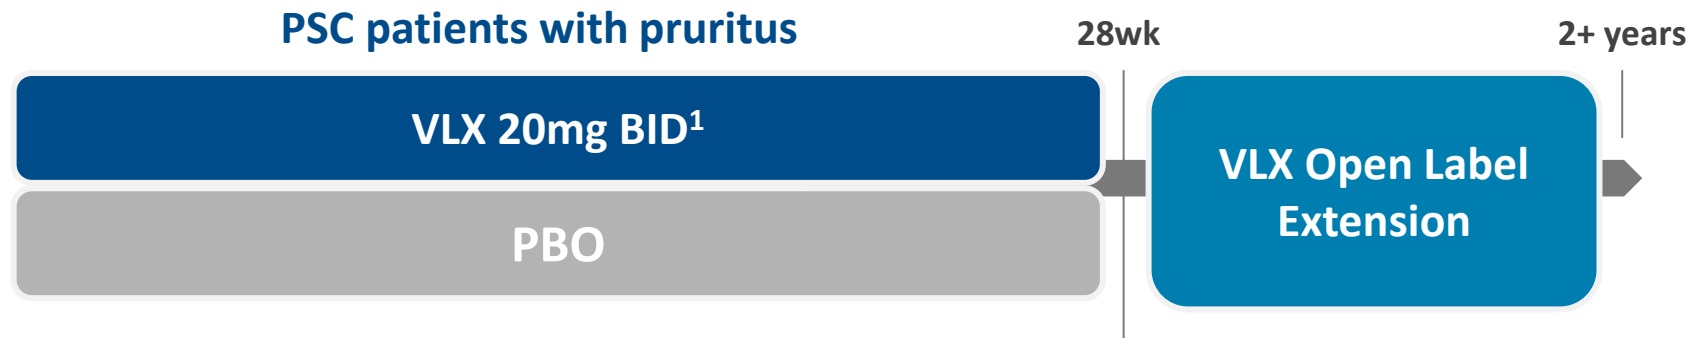 PSC patients with pruritus
28wk
2+ years
VLX 20mg BID¹
VLX Open Label
Extension
PBO